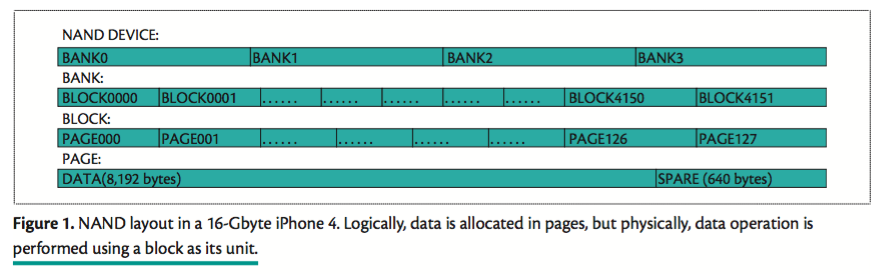 NAND DEVICE:
BANK0 BANK1 BANK2 BANK3
BANK:
BLOCK0000 BLOCK0001 ...... ...... ...... ...... ...... BLOCK4150 BLOCK4151
BLOCK:
PAGE000 PAGE001 ...... ...... ...... ...... PAGE126 PAGE127
PAGE:
DATA(8,192 bytes) SPARE (640 bytes)
Figure 1. NAND layout in a 16-Gbyte iPhone 4. Logically, data is allocated in pages, but physically, data operation is
performed using a block as its unit.